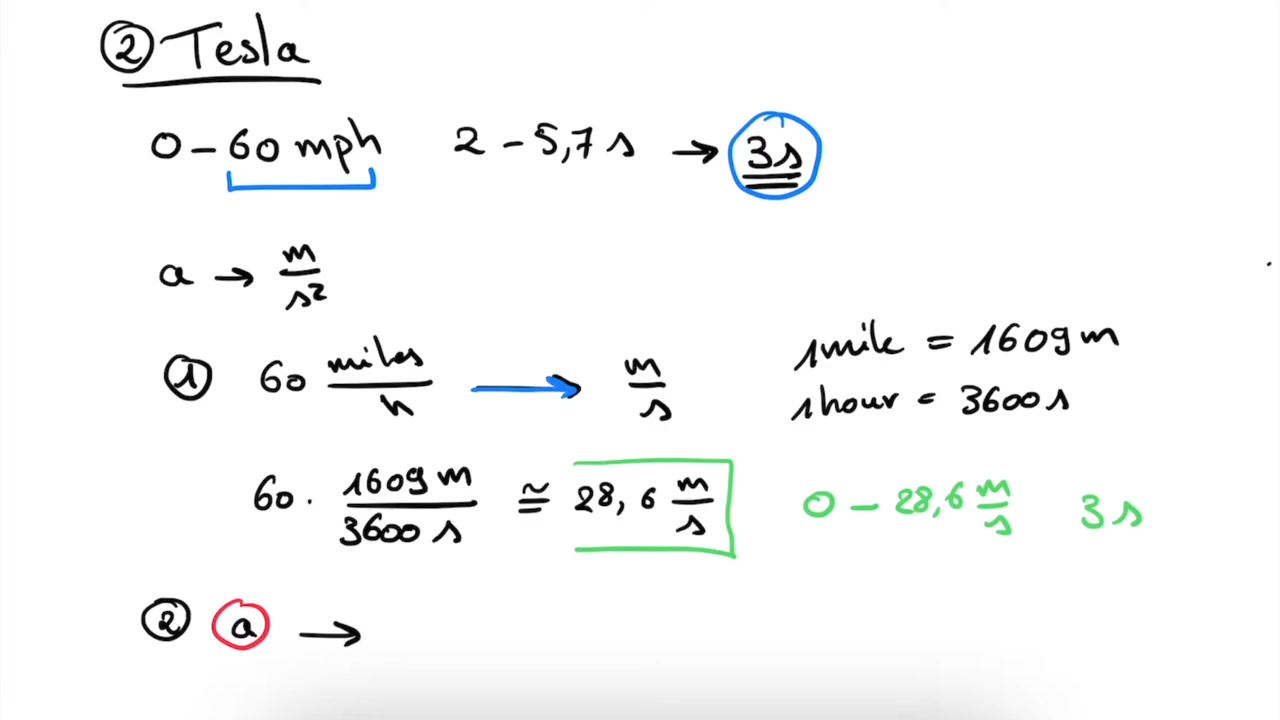 ② Tesla
0 – 60 mph 2 – 5,7 s → 3s
a → m/s²
① 60 miles/h → m/s 1 mile = 1609 m
1 hour = 3600 s
60 · 1609 m/3600 s ≅ 28,6 m/s 0 – 28,6 m/s 3 s
② a →